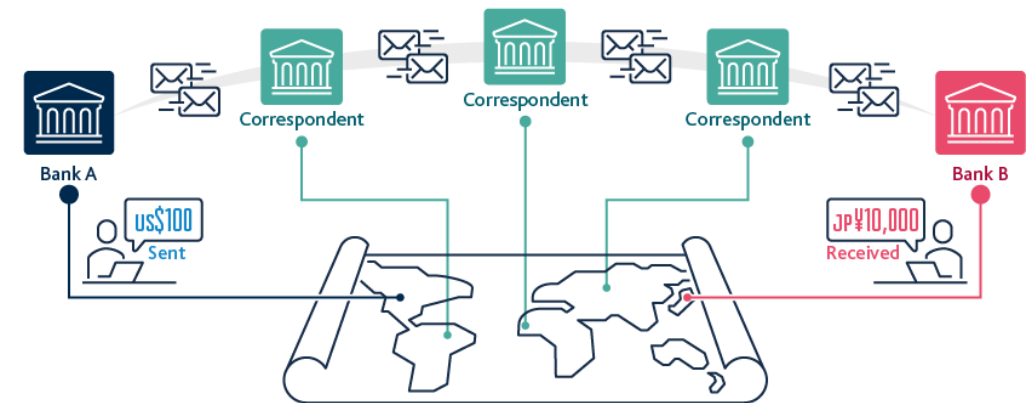 Correspondent
Correspondent
Correspondent
Bank A
Bank B
US$100
Sent
JP¥10,000
Received